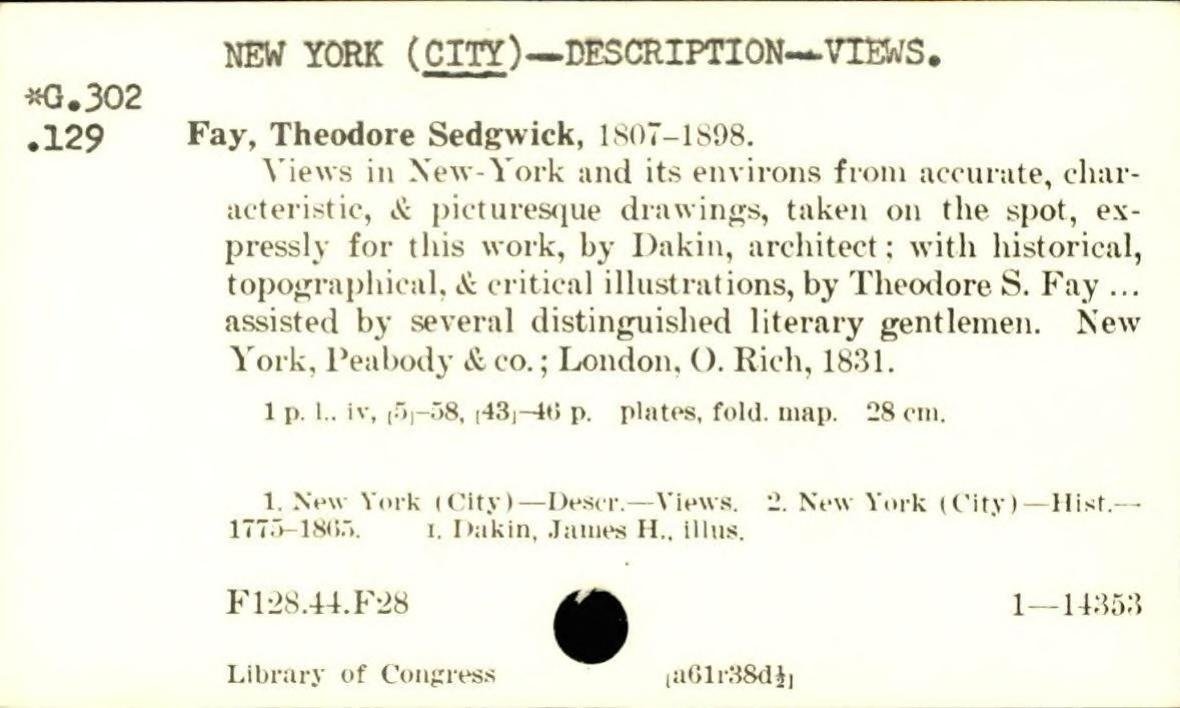 NEW YORK (CITY)—DESCRIPTION—VIEWS.
*G.302
.129
Fay, Theodore Sedgwick, 1807-1898.
Views in New-York and its environs from accurate, char-
acteristic, & picturesque drawings, taken on the spot, ex-
pressly for this work, by Dakin, architect; with historical,
topographical, & critical illustrations, by Theodore S. Fay ...
assisted by several distinguished literary gentlemen. New
York, Peabody & co.; London, O. Rich, 1831.
1 p. l., iv, [5]-58, [43]-46 p. plates, fold. map. 28 cm.
1. New York (City)—Descr.—Views. 2. New York (City)—Hist.—
1775-1865. I. Dakin, James H., illus.
F128.44.F28 1—14353
Library of Congress [a61r38d½]